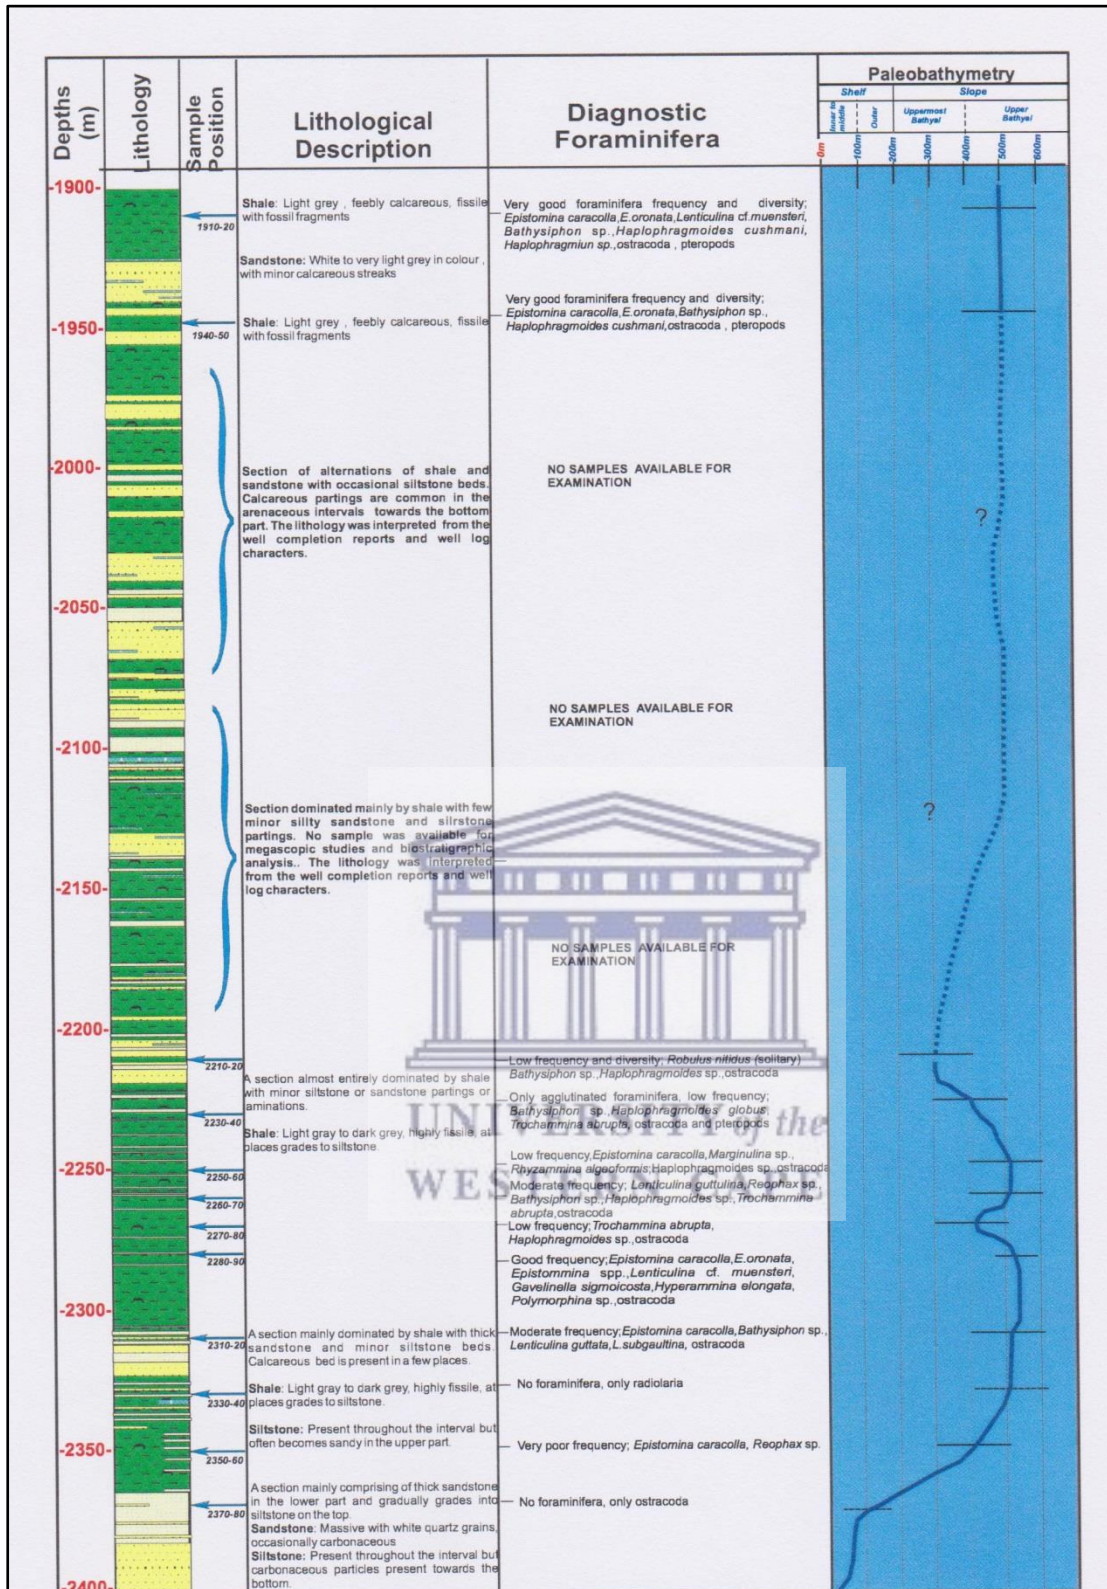 Depths
(m)
Lithology
Sample
Position
Lithological
Description
Diagnostic
Foraminifera
Paleobathymetry
Shelf
Slope
Inner to
middle
Outer
Uppermost
Bathyal
Upper
Bathyal
0m
100m
200m
300m
400m
500m
600m
-1900-
1910-20
Shale: Light grey , feebly calcareous, fissile
with fossil fragments
Very good foraminifera frequency and diversity;
Epistomina caracolla,E.oronata,Lenticulina cf.muensteri,
Bathysiphon sp.,Haplophragmoides cushmani,
Haplophragmiun sp.,ostracoda , pteropods
Sandstone: White to very light grey in colour ,
with minor calcareous streaks
-1950-
1940-50
Shale: Light grey , feebly calcareous, fissile
with fossil fragments
Very good foraminifera frequency and diversity;
Epistomina caracolla,E.oronata,Bathysiphon sp.,
Haplophragmoides cushmani,ostracoda , pteropods
-2000-
Section of alternations of shale and
sandstone with occasional siltstone beds.
Calcareous partings are common in the
arenaceous intervals towards the bottom
part. The lithology was interpreted from the
well completion reports and well log
characters.
NO SAMPLES AVAILABLE FOR
EXAMINATION
?
-2050-
NO SAMPLES AVAILABLE FOR
EXAMINATION
-2100-
Section dominated mainly by shale with few
minor sillty sandstone and silrstone
partings. No sample was available for
megascopic studies and biostratigraphic
analysis.. The lithology was interpreted
from the well completion reports and well
log characters.
?
-2150-
NO SAMPLES AVAILABLE FOR
EXAMINATION
-2200-
2210-20
Low frequency and diversity; Robulus nitidus (solitary)
Bathysiphon sp.,Haplophragmoides sp.,ostracoda
A section almost entirely dominated by shale
with minor siltstone or sandstone partings or
laminations.
2230-40
Only agglutinated foraminifera, low frequency;
Bathysiphon sp.,Haplophragmoides globus,
Trochammina abrupta, ostracoda and pteropods
Shale: Light gray to dark grey, highly fissile, at
places grades to siltstone.
UNIVERSITY of the
WESTERN CAPE
-2250-
2250-60
Low frequency,Epistomina caracolla,Marginulina sp.,
Rhyzammina algeoformis,Haplophragmoides sp.,ostracoda
2260-70
Moderate frequency; Lenticulina guttulina,Reophax sp.,
Bathysiphon sp.,Haplophragmoides sp.,Trochammina
abrupta,ostracoda
2270-80
Low frequency;Trochammina abrupta,
Haplophragmoides sp.,ostracoda
2280-90
Good frequency;Epistomina caracolla,E.oronata,
Epistommina spp.,Lenticulina cf. muensteri,
Gavelinella sigmoicosta,Hyperammina elongata,
Polymorphina sp.,ostracoda
-2300-
2310-20
A section mainly dominated by shale with thick
sandstone and minor siltstone beds.
Calcareous bed is present in a few places.
Moderate frequency;Epistomina caracolla,Bathysiphon sp.,
Lenticulina guttata,L.subgaultina, ostracoda
2330-40
Shale: Light gray to dark grey, highly fissile, at
places grades to siltstone.
No foraminifera, only radiolaria
-2350-
2350-60
Siltstone: Present throughout the interval but
often becomes sandy in the upper part.
Very poor frequency; Epistomina caracolla, Reophax sp.
2370-80
A section mainly comprising of thick sandstone
in the lower part and gradually grades into
siltstone on the top.
No foraminifera, only ostracoda
Sandstone: Massive with white quartz grains,
occasionally carbonaceous
Siltstone: Present throughout the interval but
carbonaceous particles present towards the
bottom.
-2400-